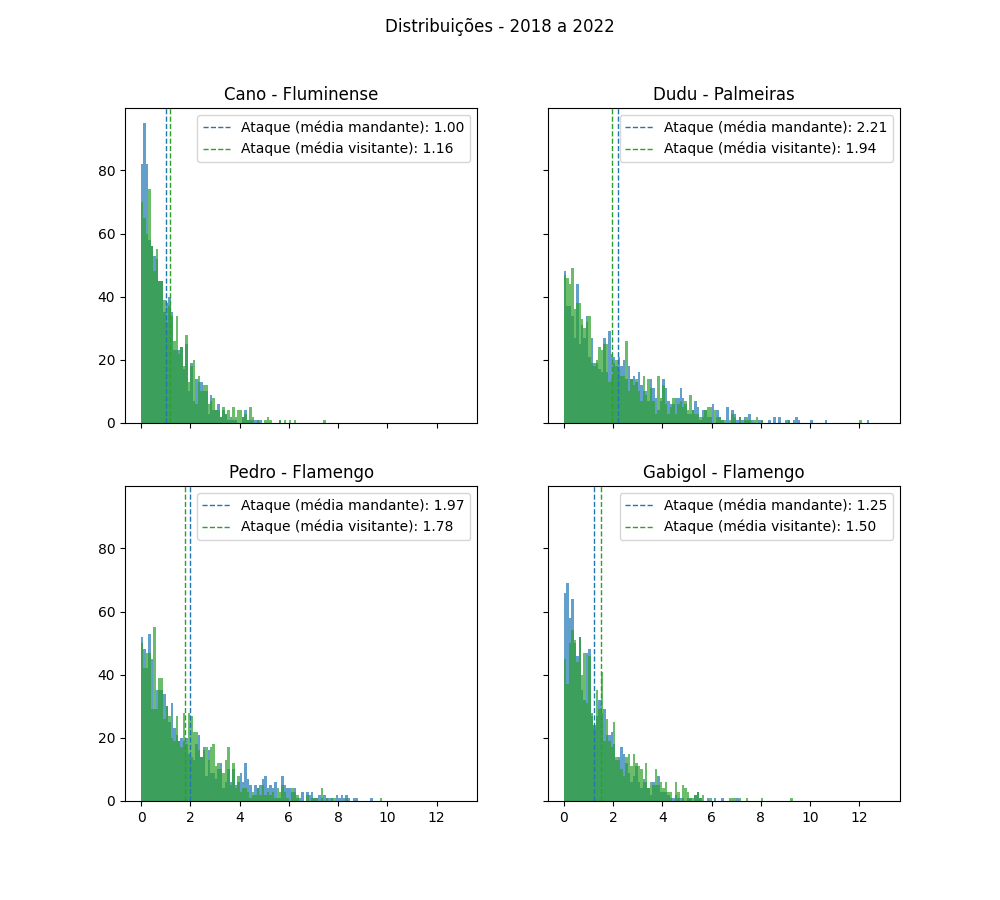 Distribuições - 2018 a 2022
Cano - Fluminense
Ataque (média mandante): 1.00
Ataque (média visitante): 1.16
80
60
40
20
0
Dudu - Palmeiras
Ataque (média mandante): 2.21
Ataque (média visitante): 1.94
Pedro - Flamengo
Ataque (média mandante): 1.97
Ataque (média visitante): 1.78
80
60
40
20
0
0 2 4 6 8 10 12
Gabigol - Flamengo
Ataque (média mandante): 1.25
Ataque (média visitante): 1.50
0 2 4 6 8 10 12